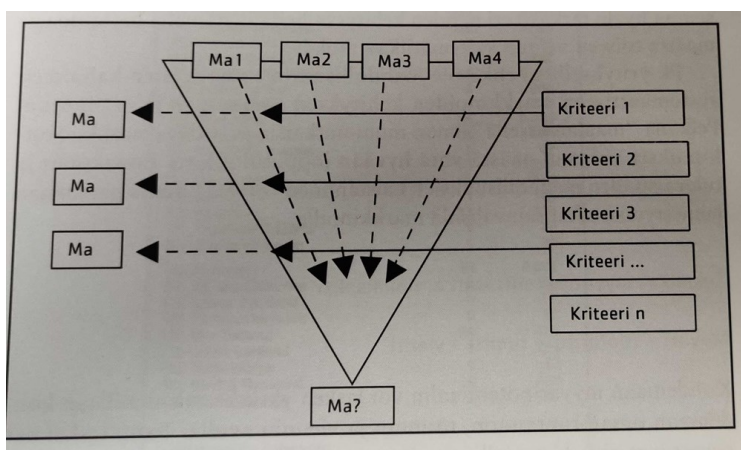 Ma1 Ma2 Ma3 Ma4
Ma
Kriteeri 1
Ma
Kriteeri 2
Kriteeri 3
Ma
Kriteeri ...
Kriteeri n
Ma?